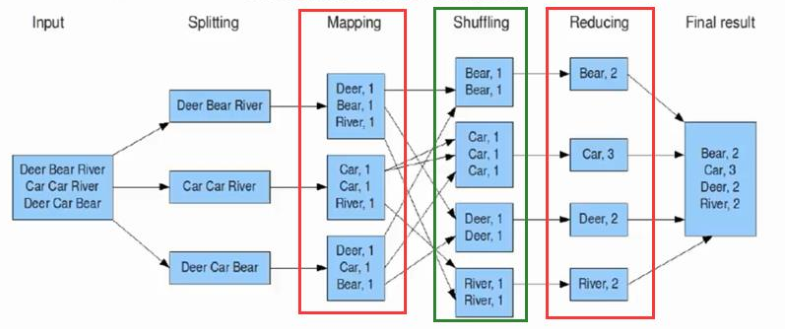 Input
Splitting
Mapping
Shuffling
Reducing
Final result
Deer Bear River
Car Car River
Deer Car Bear
Deer Bear River
Car Car River
Deer Car Bear
Deer, 1
Bear, 1
River, 1
Car, 1
Car, 1
River, 1
Deer, 1
Car, 1
Bear, 1
Bear, 1
Bear, 1
Car, 1
Car, 1
Car, 1
Deer, 1
Deer, 1
River, 1
River, 1
Bear, 2
Car, 3
Deer, 2
River, 2
Bear, 2
Car, 3
Deer, 2
River, 2